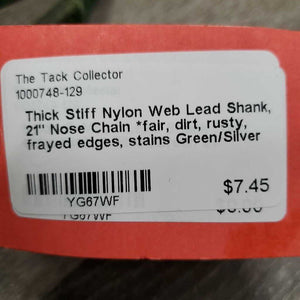 The Tack Collector
1000748-129
Thick Stiff Nylon Web Lead Shank,
21" Nose Chain *fair, dirt, rusty,
frayed edges, stains Green/Silver
$7.45
YG67WF
YG67WF